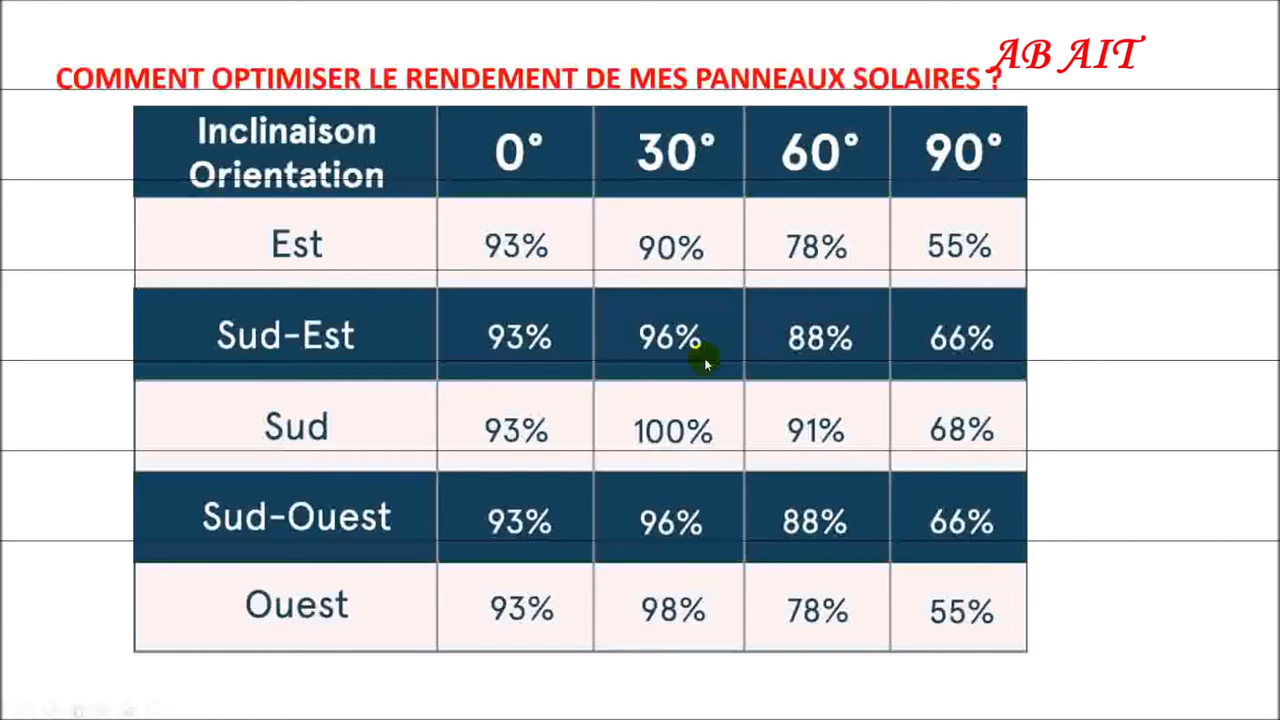 AB AIT
COMMENT OPTIMISER LE RENDEMENT DE MES PANNEAUX SOLAIRES ?
Inclinaison
Orientation
0° 30° 60° 90°
Est 93% 90% 78% 55%
Sud-Est 93% 96% 88% 66%
Sud 93% 100% 91% 68%
Sud-Ouest 93% 96% 88% 66%
Ouest 93% 98% 78% 55%